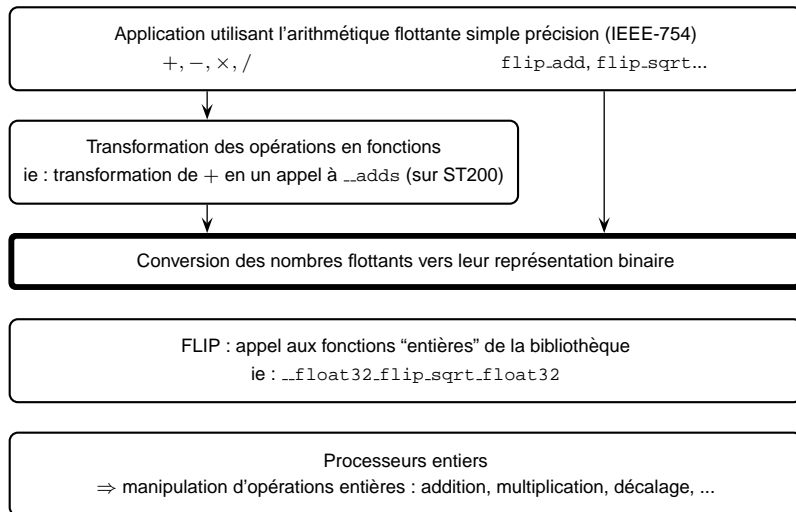 Application utilisant l'arithmétique flottante simple précision (IEEE-754)
+, −, ×, / flip_add, flip_sqrt...
Transformation des opérations en fonctions
ie : transformation de + en un appel à __adds (sur ST200)
Conversion des nombres flottants vers leur représentation binaire
FLIP : appel aux fonctions “entières” de la bibliothèque
ie : __float32_flip_sqrt_float32
Processeurs entiers
⇒ manipulation d'opérations entières : addition, multiplication, décalage, ...